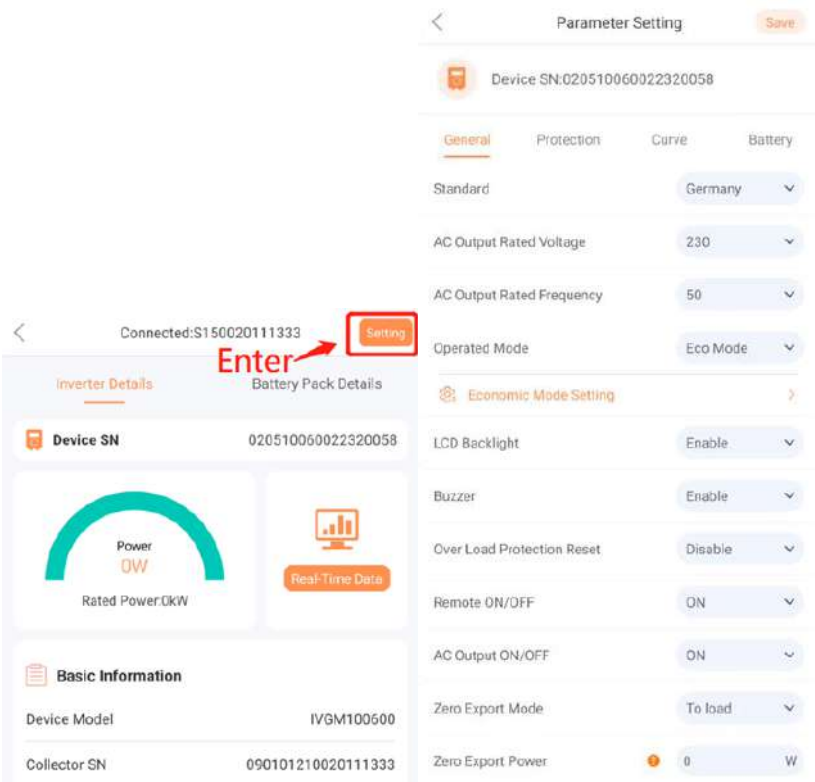 Connected:S150020111333
Setting
Enter
Inverter Details Battery Pack Details
Device SN 020510060022320058
Power
0W
Rated Power:0kW
Real-Time Data
Basic Information
Device Model IVGM100600
Collector SN 090101210020111333
Parameter Setting Save
Device SN:020510060022320058
General Protection Curve Battery
Standard Germany
AC Output Rated Voltage 230
AC Output Rated Frequency 50
Operated Mode Eco Mode
Economic Mode Setting
LCD Backlight Enable
Buzzer Enable
Over Load Protection Reset Disable
Remote ON/OFF ON
AC Output ON/OFF ON
Zero Export Mode To load
Zero Export Power 0 W